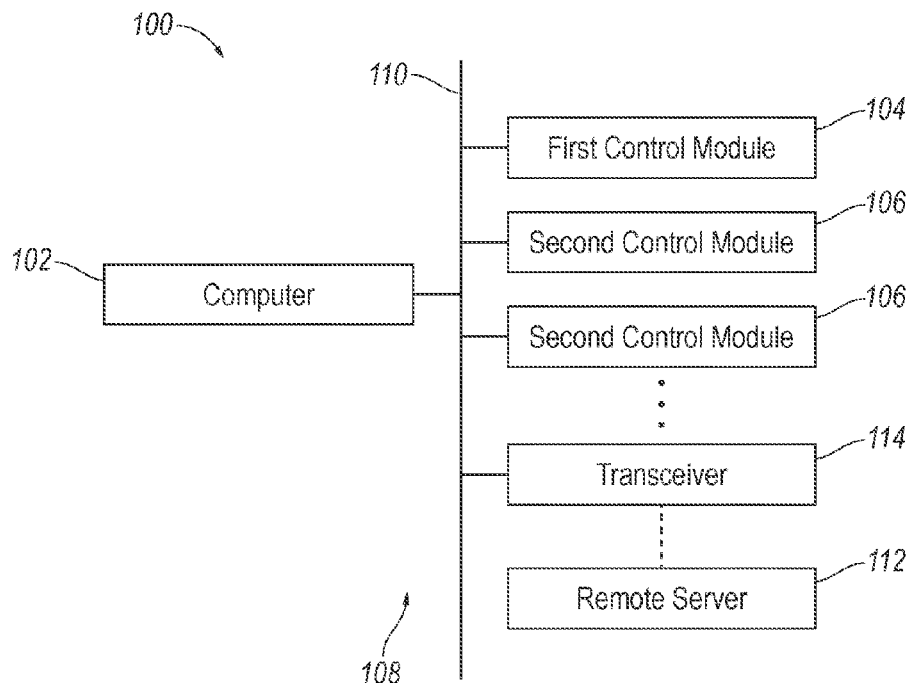 100
110
104
First Control Module
106
Second Control Module
102
Computer
106
Second Control Module
114
Transceiver
112
Remote Server
108